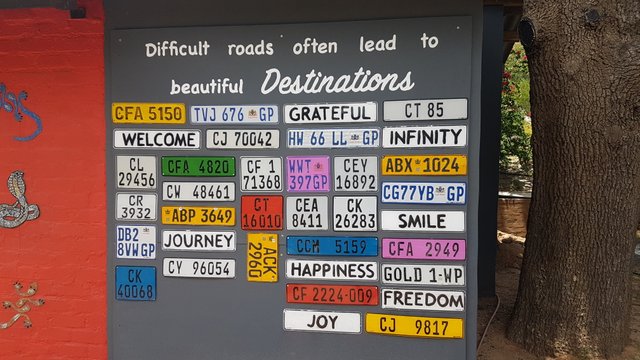 Difficult roads often lead to
beautiful Destinations
CFA 5150
TVJ 676 GP
GRATEFUL
CT 85
WELCOME
CJ 70042
HW 66 LL GP
INFINITY
CL
29456
CFA 4820
CF 1
71368
WWT
397GP
CEY
16892
ABX 1024
CW 48461
CG77YB GP
CR
3932
ABP 3649
CT
16010
CEA
8411
CK
26283
SMILE
DB2
8VWGP
JOURNEY
ACK
2960
CCM 5159
CFA 2949
CY 96054
HAPPINESS
GOLD 1-WP
CK
40068
CF 2224-009
FREEDOM
JOY
CJ 9817